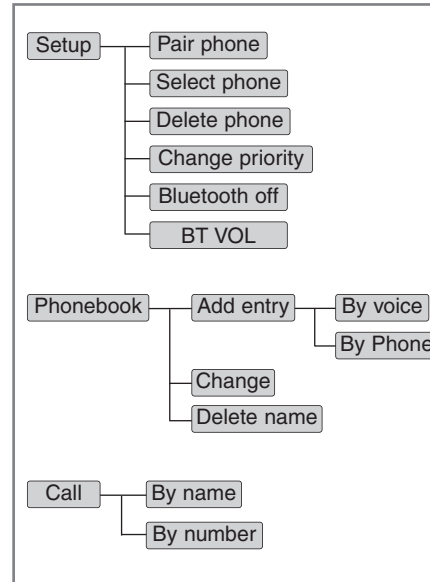 Setup
Pair phone
Select phone
Delete phone
Change priority
Bluetooth off
BT VOL
Phonebook
Add entry
By voice
By Phone
Change
Delete name
Call
By name
By number